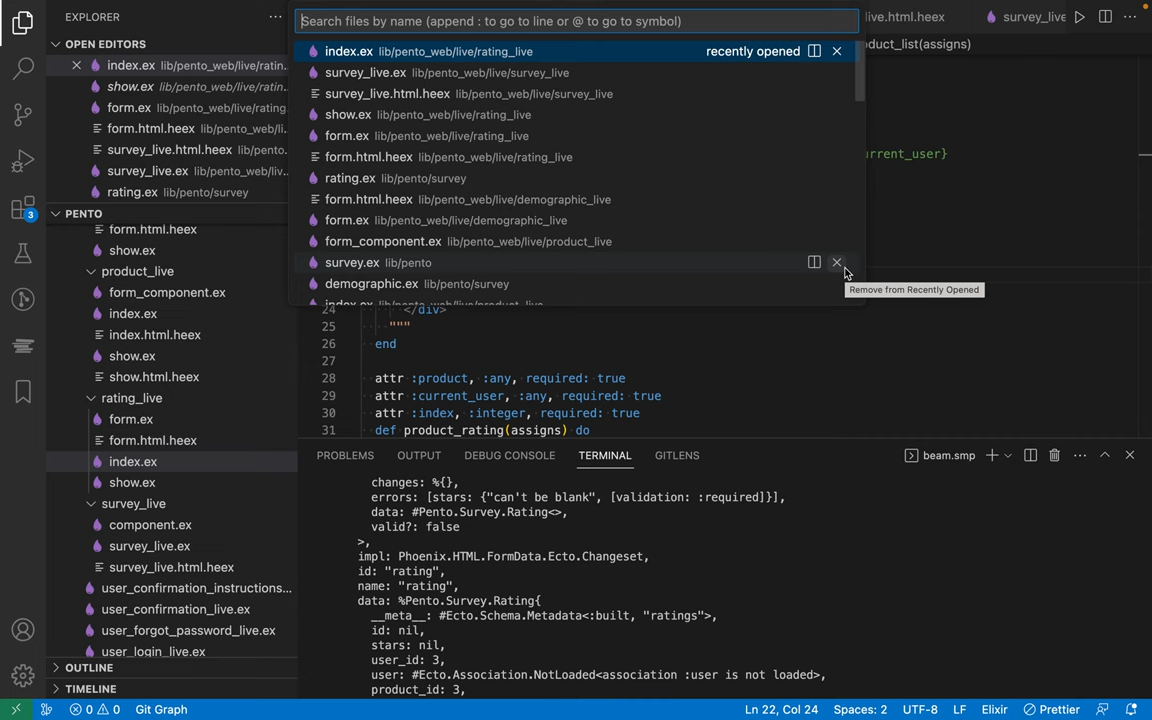 EXPLORER
OPEN EDITORS
index.ex lib/pento_web/live/ratin...
show.ex lib/pento_web/live/ratin...
form.ex lib/pento_web/live/rating...
form.html.heex lib/pento_web/li...
survey_live.html.heex lib/pento...
survey_live.ex lib/pento_web/liv...
rating.ex lib/pento/survey
PENTO
form.html.heex
show.ex
product_live
form_component.ex
index.ex
index.html.heex
show.ex
show.html.heex
rating_live
form.ex
form.html.heex
index.ex
show.ex
survey_live
component.ex
survey_live.ex
survey_live.html.heex
user_confirmation_instructions...
user_confirmation_live.ex
user_forgot_password_live.ex
user_login_live.ex
OUTLINE
TIMELINE
3
Search files by name (append : to go to line or @ to go to symbol)
index.ex lib/pento_web/live/rating_live recently opened
survey_live.ex lib/pento_web/live/survey_live
survey_live.html.heex lib/pento_web/live/survey_live
show.ex lib/pento_web/live/rating_live
form.ex lib/pento_web/live/rating_live
form.html.heex lib/pento_web/live/rating_live
rating.ex lib/pento/survey
form.html.heex lib/pento_web/live/demographic_live
form.ex lib/pento_web/live/demographic_live
form_component.ex lib/pento_web/live/product_live
survey.ex lib/pento
demographic.ex lib/pento/survey
index.ex lib/pento_web/live/product_live
Remove from Recently Opened
live.html.heex
survey_live
duct_list(assigns)
urrent_user}
24 </div>
25 """
26 end
27
28 attr :product, :any, required: true
29 attr :current_user, :any, required: true
30 attr :index, :integer, required: true
31 def product_rating(assigns) do
PROBLEMS OUTPUT DEBUG CONSOLE TERMINAL GITLENS
beam.smp
changes: %{},
errors: [stars: {"can't be blank", [validation: :required]}],
data: #Pento.Survey.Rating<>,
valid?: false
>,
impl: Phoenix.HTML.FormData.Ecto.Changeset,
id: "rating",
name: "rating",
data: %Pento.Survey.Rating{
__meta__: #Ecto.Schema.Metadata<:built, "ratings">,
id: nil,
stars: nil,
user_id: 3,
user: #Ecto.Association.NotLoaded<association :user is not loaded>,
product_id: 3,
0 0 Git Graph
Ln 22, Col 24 Spaces: 2 UTF-8 LF Elixir Prettier